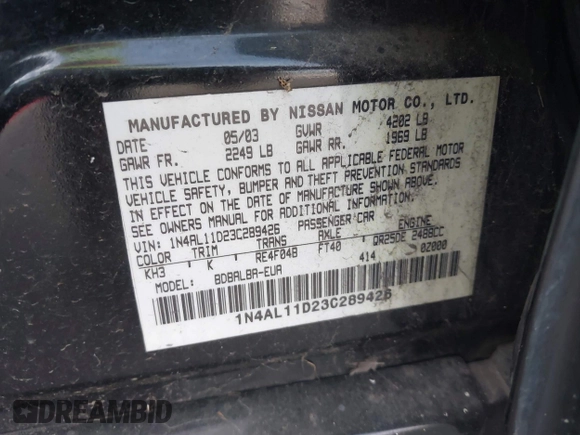 MANUFACTURED BY NISSAN MOTOR CO., LTD.
DATE 05/03 GVWR 4202 LB
GAWR FR. 2249 LB GAWR RR. 1969 LB
THIS VEHICLE CONFORMS TO ALL APPLICABLE FEDERAL MOTOR
VEHICLE SAFETY, BUMPER AND THEFT PREVENTION STANDARDS
IN EFFECT ON THE DATE OF MANUFACTURE SHOWN ABOVE.
SEE OWNERS MANUAL FOR ADDITIONAL INFORMATION.
VIN: 1N4AL11D23C289426 PASSENGER CAR
COLOR TRIM TRANS AXLE ENGINE
KH3 K RE4F04B FT40 QR25DE 2488CC
MODEL: BDBALBA-EUA 414 02000
1N4AL11D23C289426
DREAMBID